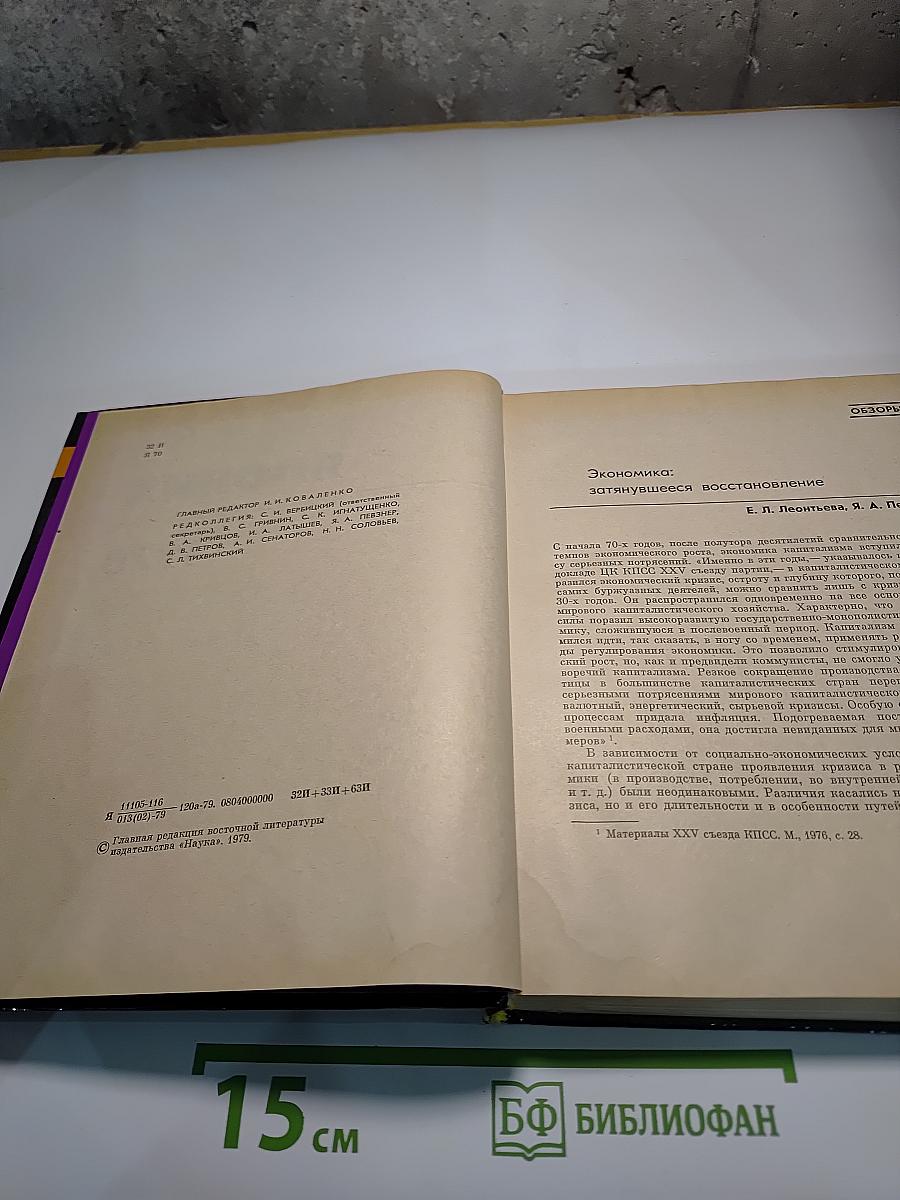 32 И
Я 70
ГЛАВНЫЙ РЕДАКТОР И. И. КОВАЛЕНКО
РЕДКОЛЛЕГИЯ: С. И. ВЕРБИЦКИЙ (ответственный
секретарь), В. С. ГРИВНИН, С. К. ИГНАТУЩЕНКО,
В. А. КРИВЦОВ, И. А. ЛАТЫШЕВ, Я. А. ПЕВЗНЕР,
Д. В. ПЕТРОВ, А. И. СЕНАТОРОВ, Н. Н. СОЛОВЬЕВ,
С. Л. ТИХВИНСКИЙ
Я 11105-116 / 013(02)-79 — 120а-79. 0804000000 32И+33И+63И
© Главная редакция восточной литературы
издательства «Наука», 1979.
ОБЗОРЫ
Экономика:
затянувшееся восстановление
Е. Л. Леонтьева, Я. А. Пе
С начала 70-х годов, после полутора десятилетий сравнительно
темпов экономического роста, экономика капитализма вступил
су серьезных потрясений. «Именно в эти годы,— указывалось
докладе ЦК КПСС XXV съезду партии,— в капиталистическом
разился экономический кризис, остроту и глубину которого, по
самих буржуазных деятелей, можно сравнить лишь с кризи
30-х годов. Он распространился одновременно на все осно
мирового капиталистического хозяйства. Характерно, что
силы поразил высокоразвитую государственно-монополисти
мику, сложившуюся в послевоенный период. Капитализм
мился идти, так сказать, в ногу со временем, применять р
ды регулирования экономики. Это позволило стимулиров
ский рост, но, как и предвидели коммунисты, не смогло у
воречий капитализма. Резкое сокращение производства
тицы в большинстве капиталистических стран перег
серьезными потрясениями мирового капиталистическо
валютный, энергетический, сырьевой кризисы. Особую
процессам придала инфляция. Подогреваемая пост
военными расходами, она достигла невиданных для ми
меров» 1.
В зависимости от социально-экономических усло
капиталистической стране проявления кризиса в р
мики (в производстве, потреблении, во внутренней
и т. д.) были неодинаковыми. Различия касались н
зиса, но и его длительности и в особенности путей
1 Материалы XXV съезда КПСС. М., 1976, с. 28.
15 см
БФ БИБЛИОФАН